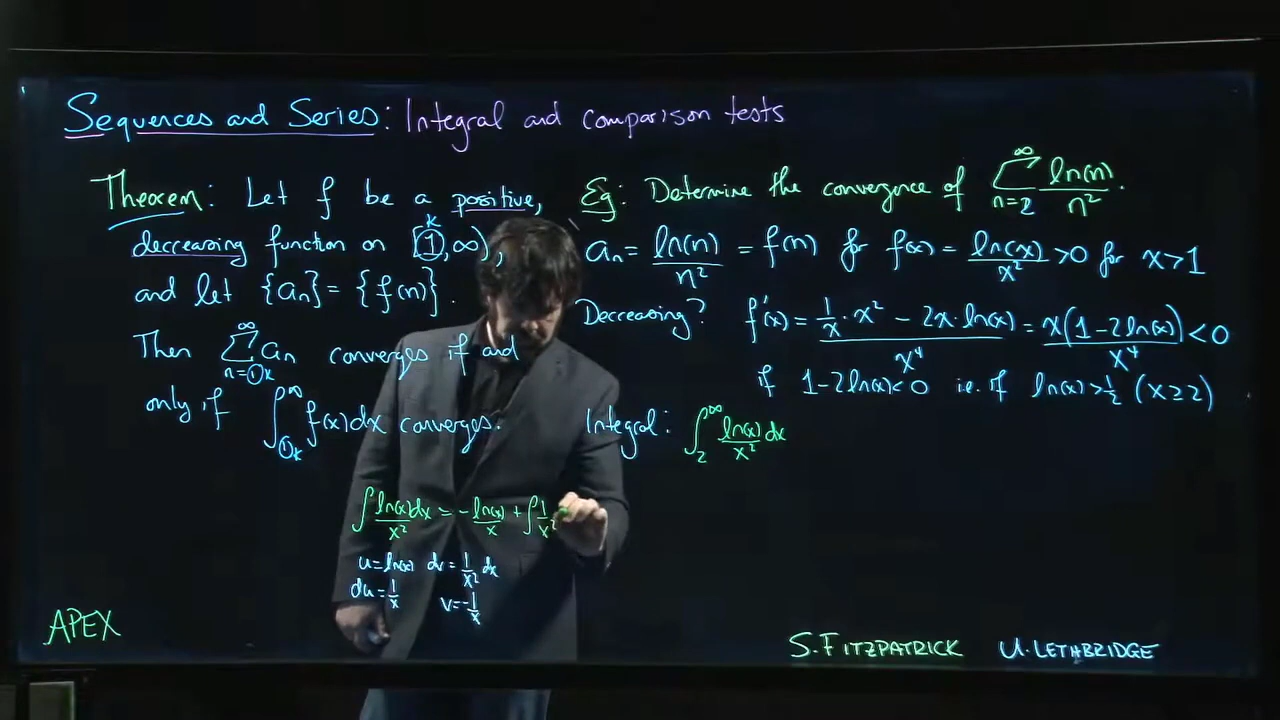 Sequences and Series: Integral and comparison tests
Theorem: Let f be a positive,
decreasing function on [1, ∞),
k
and let {aₙ} = {f(n)}.
Then ∑_{n=1k}^{∞} aₙ converges if and
only if ∫_{1k}^{∞} f(x)dx converges.
Eg: Determine the convergence of ∑_{n=2}^{∞} ln(n)/n².
aₙ = ln(n)/n² = f(n) for f(x) = ln(x)/x² > 0 for x>1
Decreasing? f'(x) = (1/x · x² − 2x·ln(x))/x⁴ = x(1−2ln(x))/x⁴ < 0
if 1−2ln(x)<0 i.e. if ln(x)>1/2 (x≥2)
Integral: ∫_{2}^{∞} ln(x)/x² dx
∫ ln(x)/x² dx = −ln(x)/x + ∫ 1/x²
u=ln(x) dv=1/x² dx
du=1/x v=−1/x
APEX
S. FITZPATRICK U. LETHBRIDGE